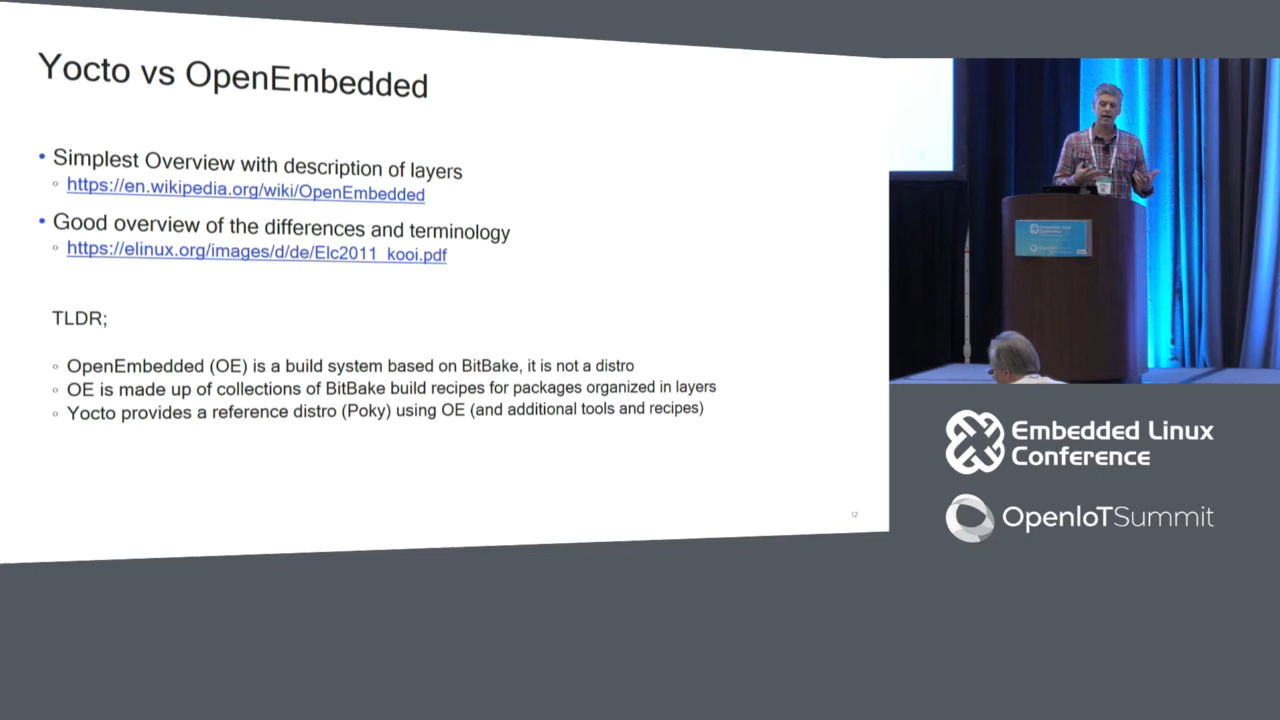 Yocto vs OpenEmbedded
• Simplest Overview with description of layers
◦ https://en.wikipedia.org/wiki/OpenEmbedded
• Good overview of the differences and terminology
◦ https://elinux.org/images/d/de/Elc2011_kooi.pdf
TLDR;
◦ OpenEmbedded (OE) is a build system based on BitBake, it is not a distro
◦ OE is made up of collections of BitBake build recipes for packages organized in layers
◦ Yocto provides a reference distro (Poky) using OE (and additional tools and recipes)
12
Embedded Linux
Conference
OpenIoTSummit